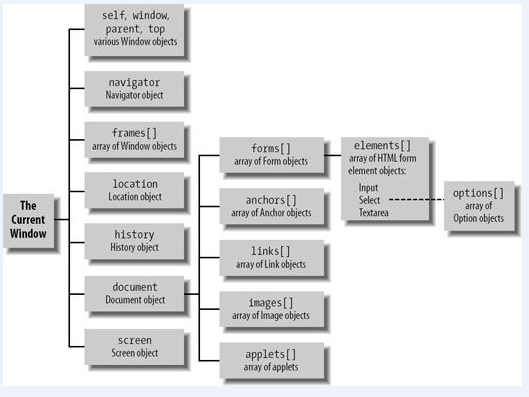 The
Current
Window
self, window,
parent, top
various Window objects
navigator
Navigator object
frames[]
array of Window objects
location
Location object
history
History object
document
Document object
screen
Screen object
forms[]
array of Form objects
anchors[]
array of Anchor objects
links[]
array of Link objects
images[]
array of Image objects
applets[]
array of applets
elements[]
array of HTML form
element objects:
Input
Select
Textarea
options[]
array of
Option objects